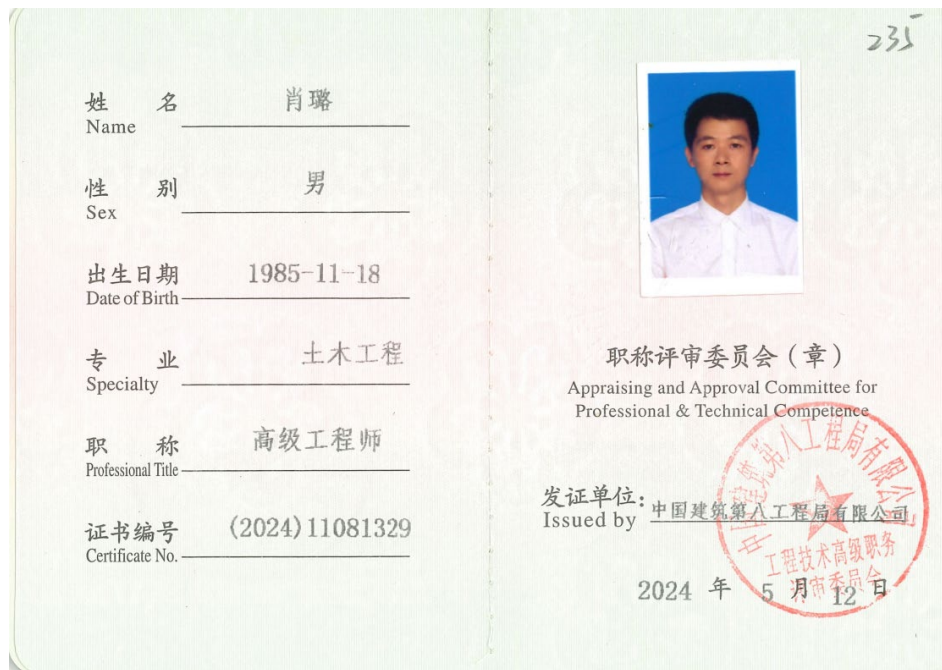 235
姓 名 肖璐
Name
性 别 男
Sex
出生日期 1985-11-18
Date of Birth
专 业 土木工程
Specialty
职 称 高级工程师
Professional Title
证书编号 (2024)11081329
Certificate No.
职称评审委员会（章）
Appraising and Approval Committee for
Professional & Technical Competence
发证单位: 中国建筑第八工程局有限公司
Issued by
2024 年 5 月 12 日
中国建筑第八工程局有限公司
工程技术高级职务
评审委员会